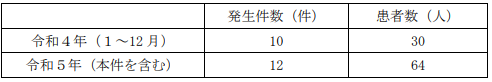 発生件数（件） 患者数（人）
令和４年（１～12月） 10 30
令和５年（本件を含む） 12 64